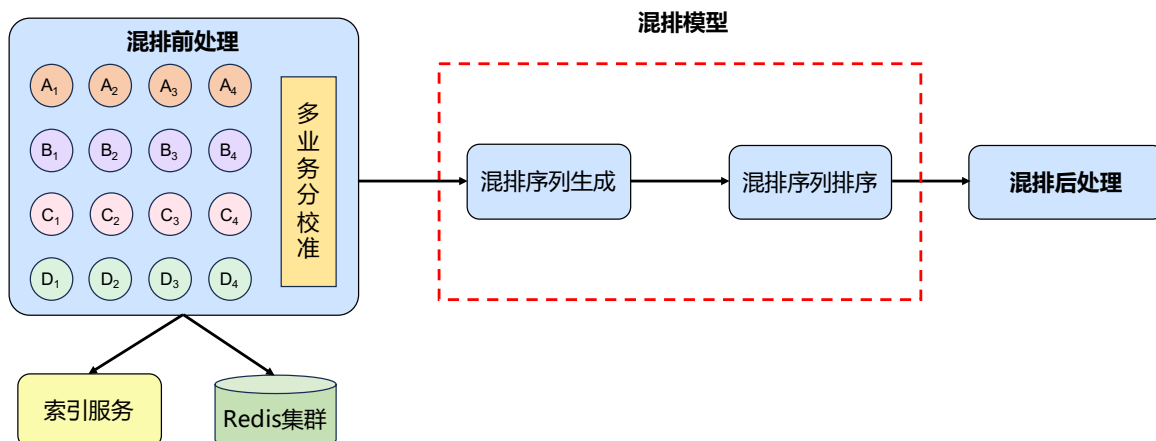 混排模型
混排前处理
A1 A2 A3 A4
B1 B2 B3 B4
C1 C2 C3 C4
D1 D2 D3 D4
多业务分校准
混排序列生成
混排序列排序
混排后处理
索引服务
Redis集群